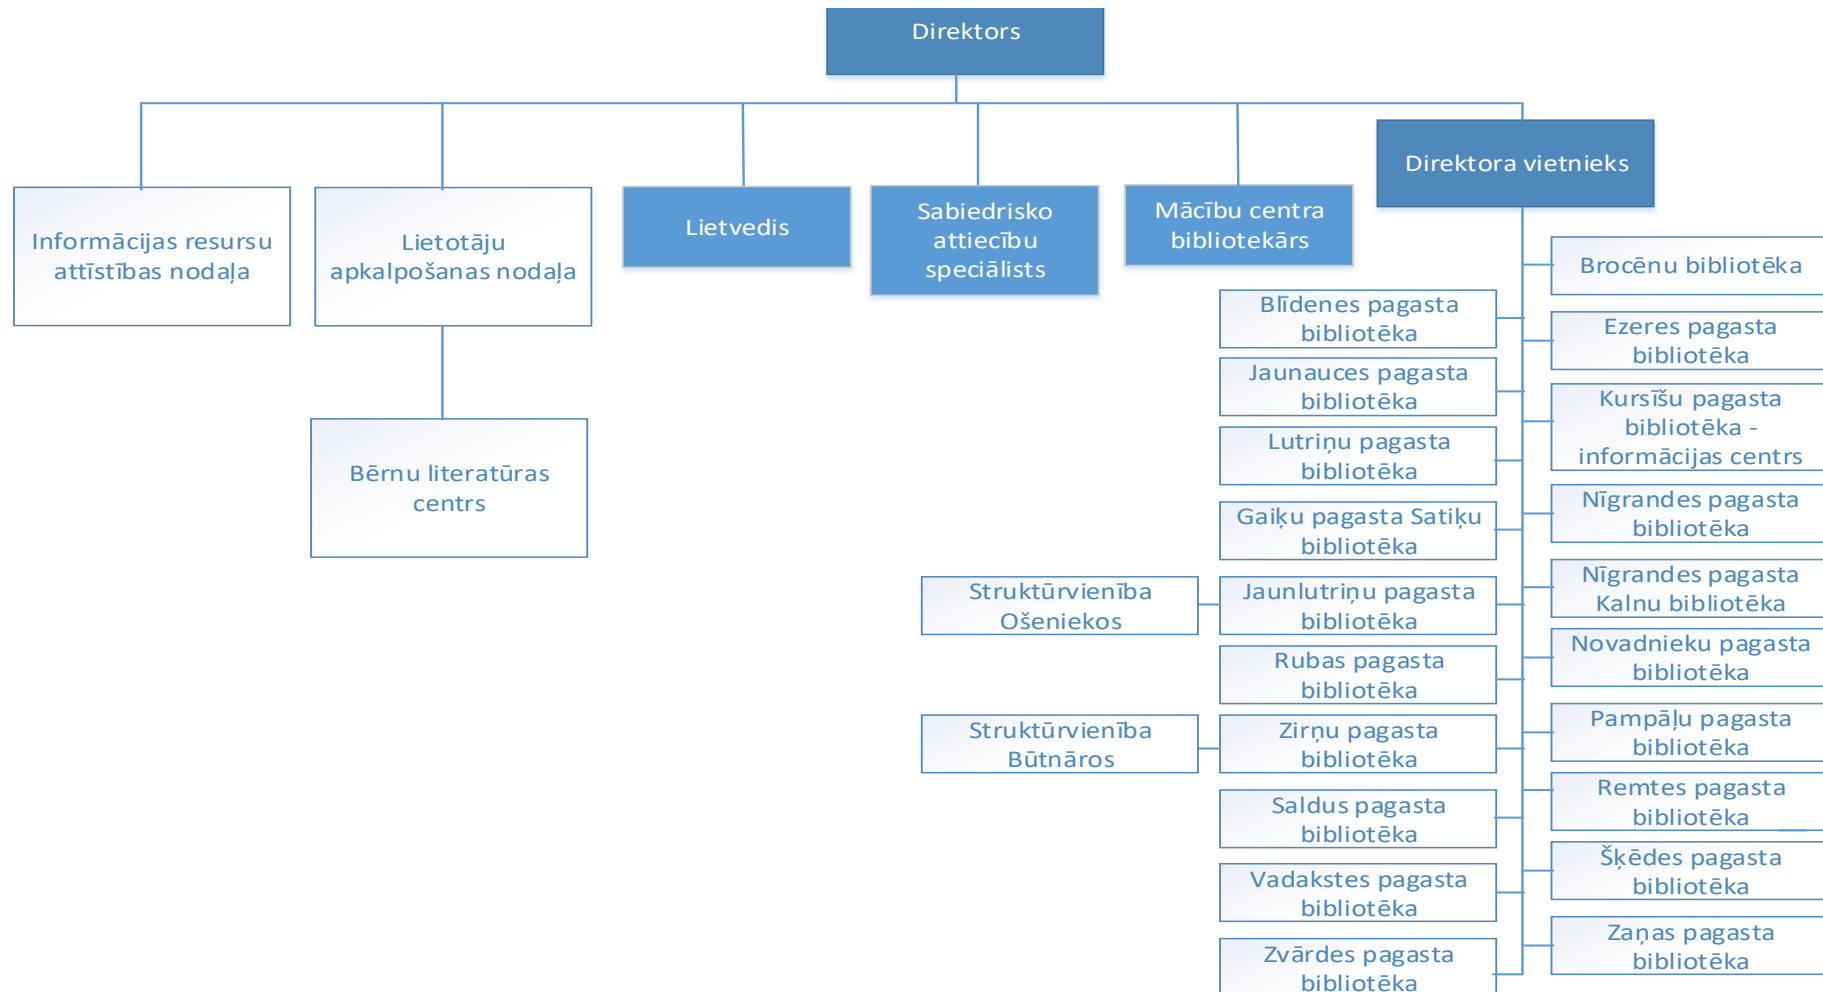 Direktors
Direktora vietnieks
Informācijas resursu
attīstības nodaļa
Lietotāju
apkalpošanas nodaļa
Lietvedis
Sabiedrisko
attiecību
speciālists
Mācību centra
bibliotekārs
Bērnu literatūras
centrs
Brocēnu bibliotēka
Blīdenes pagasta
bibliotēka
Ezeres pagasta
bibliotēka
Jaunauces pagasta
bibliotēka
Kursīšu pagasta
bibliotēka -
informācijas centrs
Lutriņu pagasta
bibliotēka
Nīgrandes pagasta
bibliotēka
Gaiķu pagasta Satiķu
bibliotēka
Nīgrandes pagasta
Kalnu bibliotēka
Struktūrvienība
Ošeniekos
Jaunlutriņu pagasta
bibliotēka
Novadnieku pagasta
bibliotēka
Rubas pagasta
bibliotēka
Pampāļu pagasta
bibliotēka
Struktūrvienība
Būtnāros
Zirņu pagasta
bibliotēka
Remtes pagasta
bibliotēka
Saldus pagasta
bibliotēka
Šķēdes pagasta
bibliotēka
Vadakstes pagasta
bibliotēka
Zaņas pagasta
bibliotēka
Zvārdes pagasta
bibliotēka